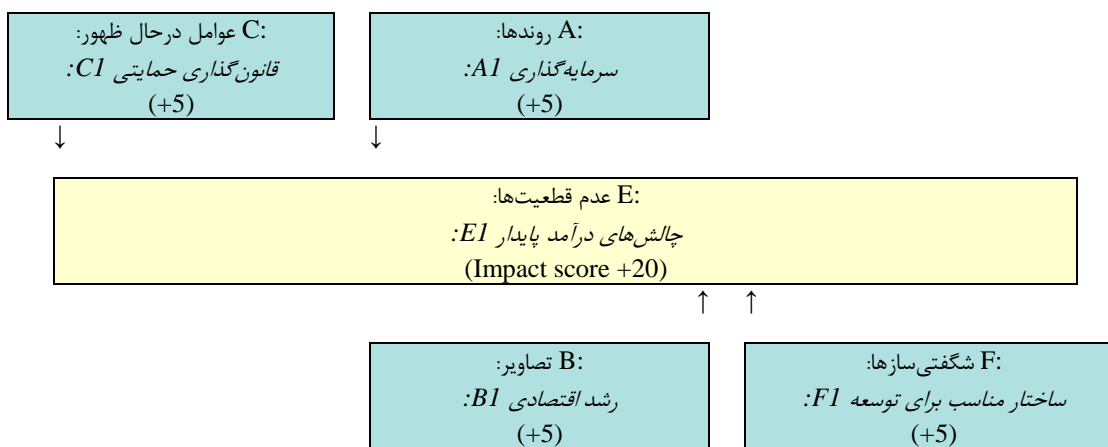 C: عوامل درحال ظهور:
قانون‌گذاری حمایتی C1:
(+5)
A: روندها:
سرمایه‌گذاری A1:
(+5)
↓ ↓
E: عدم قطعیت‌ها:
چالش‌های درآمد پایدار E1:
(Impact score +20)
↑ ↑
B: تصاویر:
رشد اقتصادی B1:
(+5)
F: شگفتی‌سازها:
ساختار مناسب برای توسعه F1:
(+5)